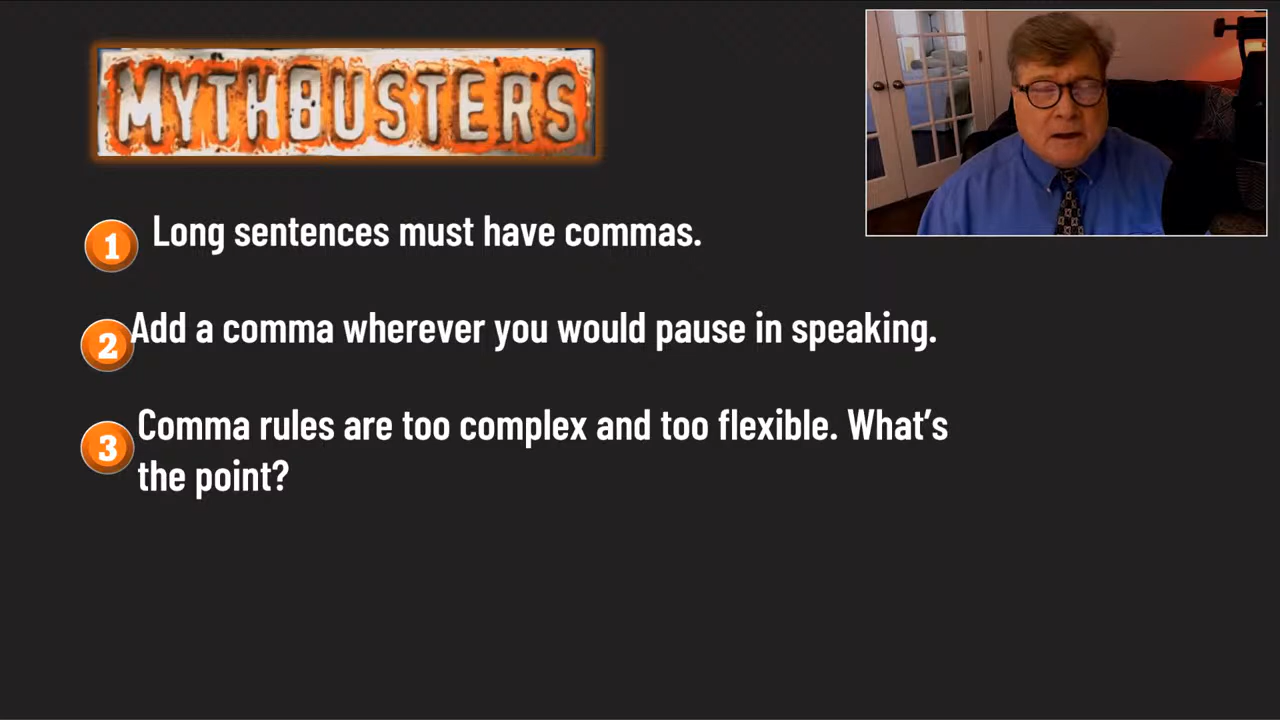 MYTHBUSTERS
1 Long sentences must have commas.
2 Add a comma wherever you would pause in speaking.
3 Comma rules are too complex and too flexible. What’s
the point?